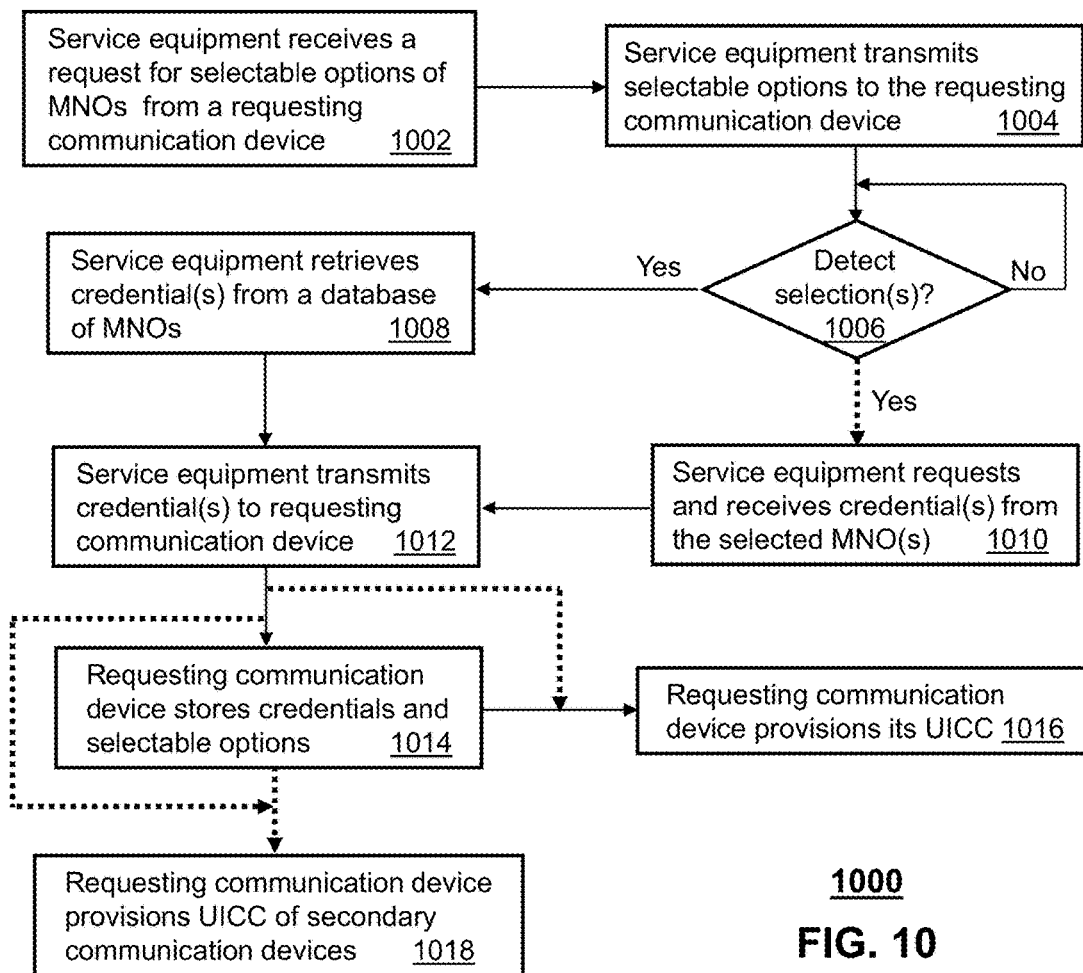 Service equipment receives a
request for selectable options of
MNOs from a requesting
communication device 1002
Service equipment transmits
selectable options to the requesting
communication device 1004
Detect
selection(s)?
1006
No
Yes
Service equipment retrieves
credential(s) from a database
of MNOs 1008
Yes
Service equipment requests
and receives credential(s) from
the selected MNO(s) 1010
Service equipment transmits
credential(s) to requesting
communication device 1012
Requesting communication
device stores credentials and
selectable options 1014
Requesting communication
device provisions its UICC 1016
Requesting communication device
provisions UICC of secondary
communication devices 1018
1000
FIG. 10